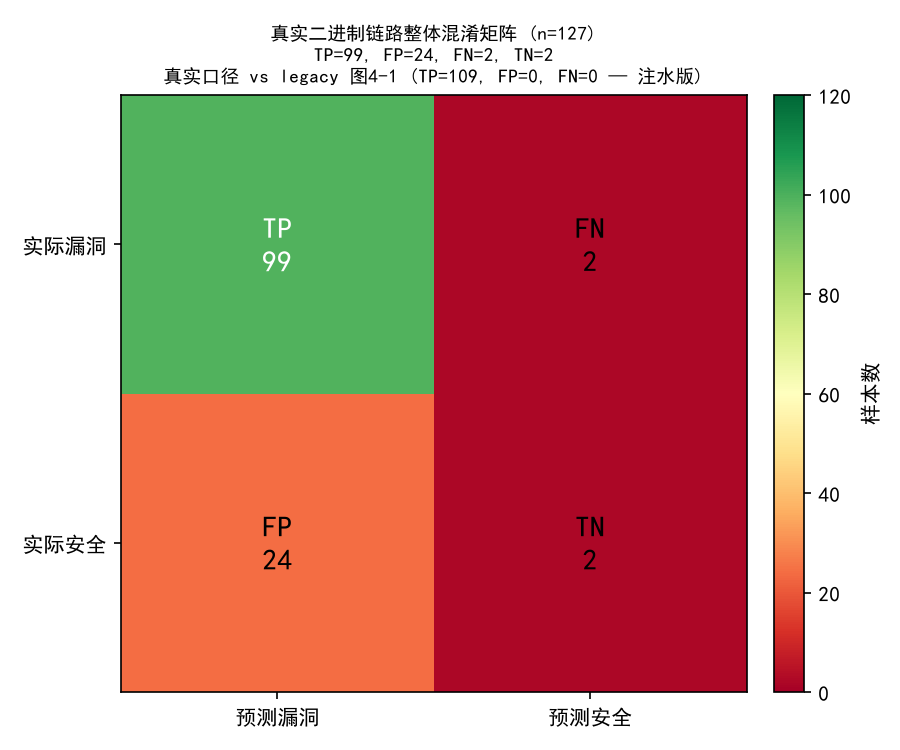 真实二进制链路整体混淆矩阵 (n=127)
TP=99, FP=24, FN=2, TN=2
真实口径 vs legacy 图4-1 (TP=109, FP=0, FN=0 — 注水版)
实际漏洞
TP
99
FN
2
实际安全
FP
24
TN
2
预测漏洞
预测安全
120
100
80
60
40
20
0
样本数